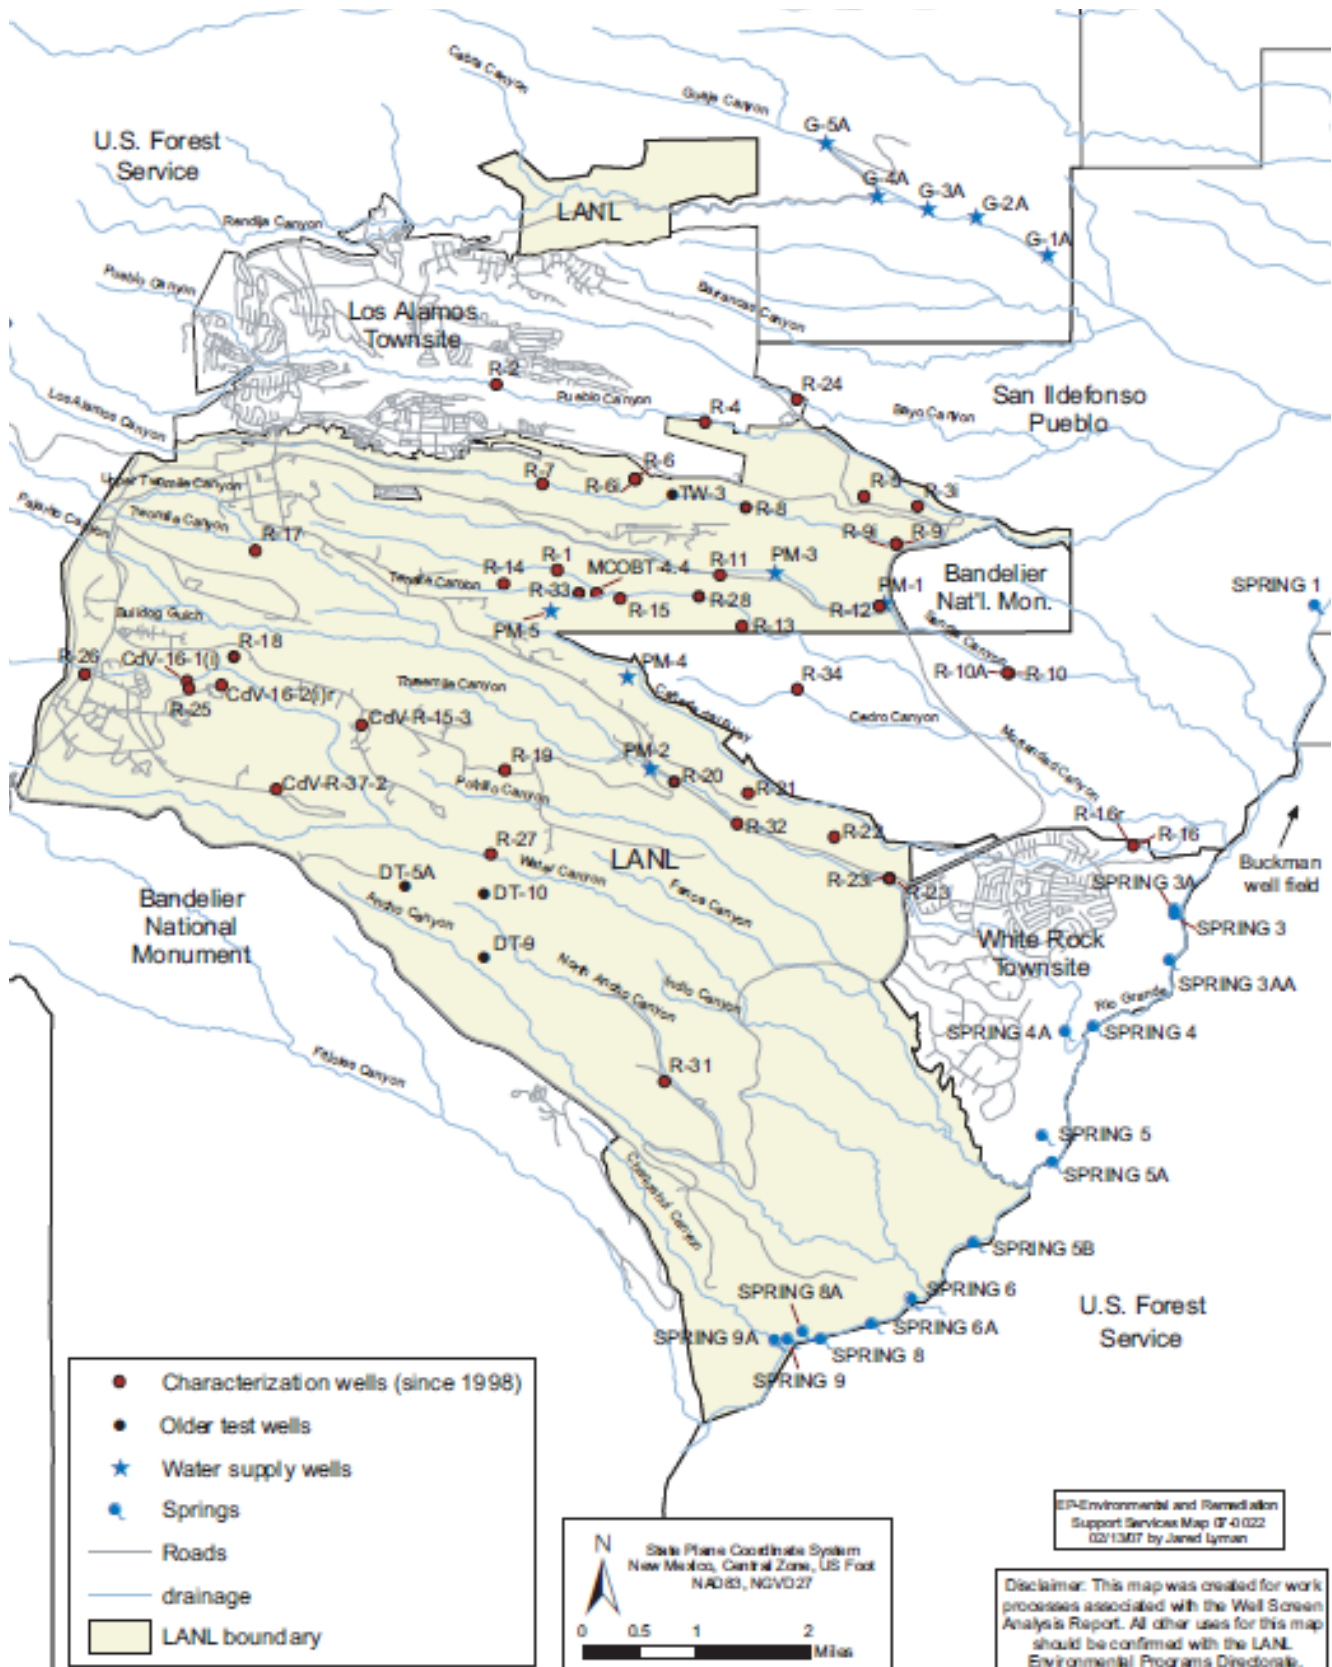 Cabra Canyon
Guaje Canyon
G-5A
U.S. Forest
Service
G-4A
G-3A
G-2A
LANL
Rendija Canyon
G-1A
Pueblo Canyon
Barrancas Canyon
Los Alamos
Townsite
R-2
R-24
San Ildefonso
Pueblo
Pueblo Canyon
R-4
Bayo Canyon
Los Alamos Canyon
R-6
R-7
R-6i
TW-3
R-8
R-5
R-3i
Upper Twomile Canyon
Pajarito Canyon
Twomile Canyon
R-17
R-9i
R-9
R-1
MCOBT-4.4
R-11
PM-3
R-14
Bandelier
Nat'l. Mon.
SPRING 1
R-33
R-15
R-28
R-12
PM-1
PM-5
R-13
Bulldog Gulch
Sandia Canyon
R-18
R-26
CdV-16-1(i)
PM-4
R-34
R-10A
R-10
R-25
CdV-16-2(i)r
Threemile Canyon
Cañada del Buey
Cedro Canyon
CdV-R-15-3
Mortandad Canyon
PM-2
R-19
R-20
R-21
Potrillo Canyon
CdV-R-37-2
R-32
R-22
R-16r
R-16
R-27
LANL
Water Canyon
Buckman
well field
DT-5A
DT-10
Fence Canyon
R-23i
R-23
SPRING 3A
SPRING 3
Bandelier
National
Monument
Ancho Canyon
DT-9
White Rock
Townsite
North Ancho Canyon
Indio Canyon
SPRING 3AA
Rio Grande
SPRING 4A
SPRING 4
Frijoles Canyon
R-31
SPRING 5
SPRING 5A
Chaquehui Canyon
SPRING 5B
SPRING 8A
SPRING 6
U.S. Forest
Service
SPRING 9A
SPRING 6A
SPRING 8
SPRING 9
Characterization wells (since 1998)
Older test wells
Water supply wells
Springs
Roads
drainage
LANL boundary
N
State Plane Coordinate System
New Mexico, Central Zone, US Foot
NAD83, NGVD27
0 0.5 1 2
Miles
EP-Environmental and Remediation
Support Services Map 07-0022
02/13/07 by Jared Lyman
Disclaimer: This map was created for work
processes associated with the Well Screen
Analysis Report. All other uses for this map
should be confirmed with the LANL
Environmental Programs Directorate.